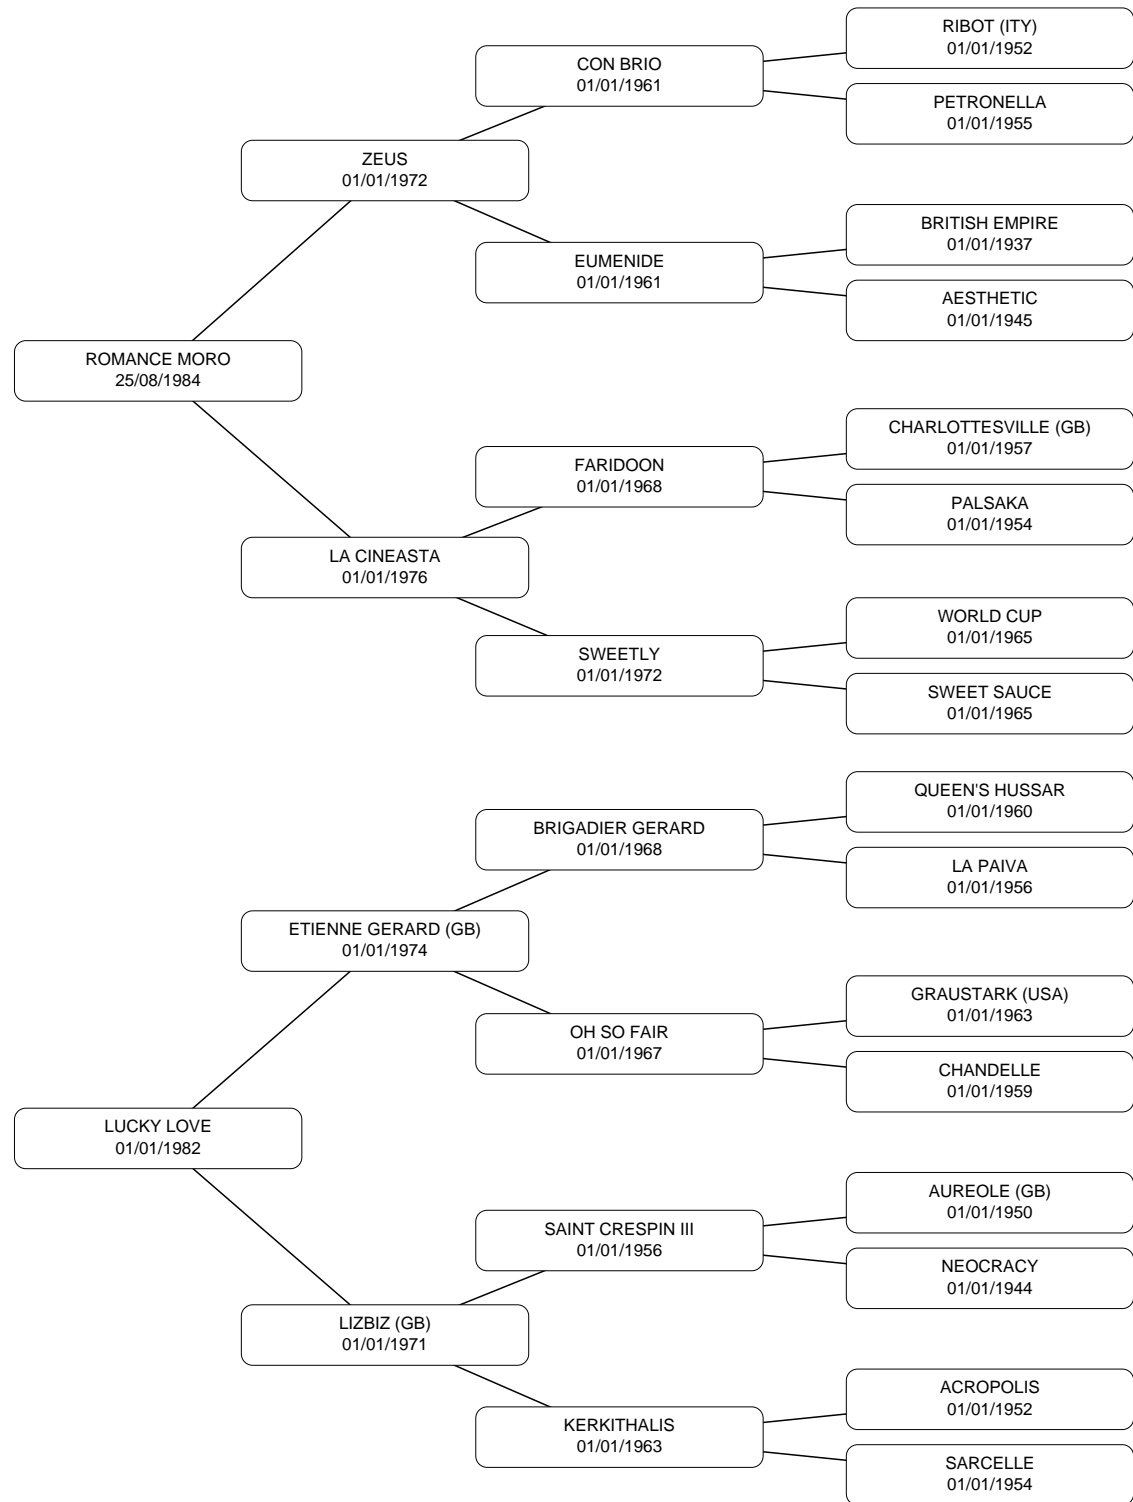 RIBOT (ITY)
01/01/1952
CON BRIO
01/01/1961
PETRONELLA
01/01/1955
ZEUS
01/01/1972
BRITISH EMPIRE
01/01/1937
EUMENIDE
01/01/1961
AESTHETIC
01/01/1945
ROMANCE MORO
25/08/1984
CHARLOTTESVILLE (GB)
01/01/1957
FARIDOON
01/01/1968
PALSAKA
01/01/1954
LA CINEASTA
01/01/1976
WORLD CUP
01/01/1965
SWEETLY
01/01/1972
SWEET SAUCE
01/01/1965
QUEEN'S HUSSAR
01/01/1960
BRIGADIER GERARD
01/01/1968
LA PAIVA
01/01/1956
ETIENNE GERARD (GB)
01/01/1974
GRAUSTARK (USA)
01/01/1963
OH SO FAIR
01/01/1967
CHANDELLE
01/01/1959
LUCKY LOVE
01/01/1982
AUREOLE (GB)
01/01/1950
SAINT CRESPIN III
01/01/1956
NEOCRACY
01/01/1944
LIZBIZ (GB)
01/01/1971
ACROPOLIS
01/01/1952
KERKITHALIS
01/01/1963
SARCELLE
01/01/1954